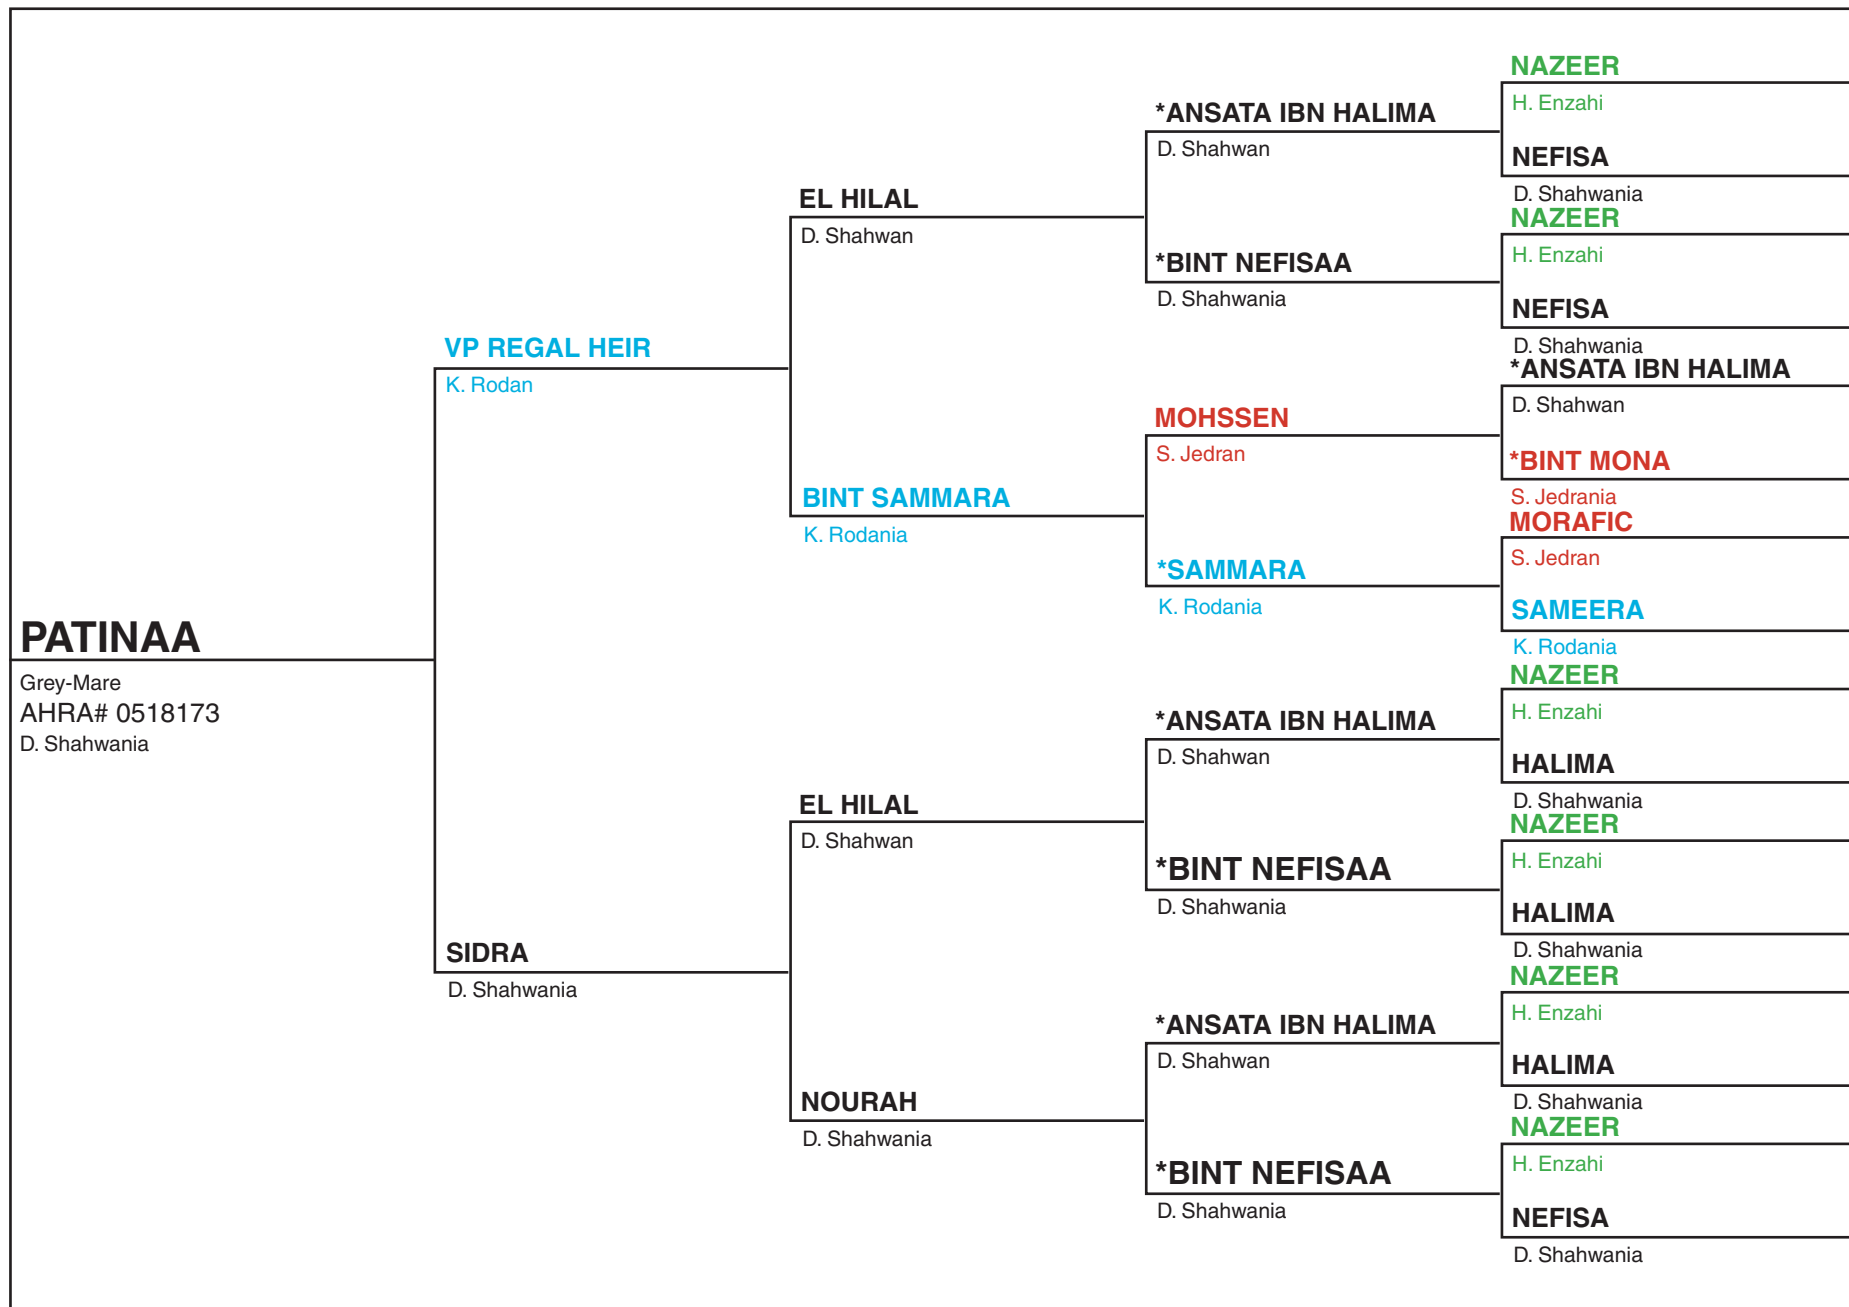 PATINAA
Grey-Mare
AHRA# 0518173
D. Shahwania
VP REGAL HEIR
K. Rodan
SIDRA
D. Shahwania
EL HILAL
D. Shahwan
BINT SAMMARA
K. Rodania
EL HILAL
D. Shahwan
NOURAH
D. Shahwania
*ANSATA IBN HALIMA
D. Shahwan
*BINT NEFISAA
D. Shahwania
MOHSSEN
S. Jedran
*SAMMARA
K. Rodania
*ANSATA IBN HALIMA
D. Shahwan
*BINT NEFISAA
D. Shahwania
*ANSATA IBN HALIMA
D. Shahwan
*BINT NEFISAA
D. Shahwania
NAZEER
H. Enzahi
NEFISA
D. Shahwania
NAZEER
H. Enzahi
NEFISA
D. Shahwania
*ANSATA IBN HALIMA
D. Shahwan
*BINT MONA
S. Jedrania
MORAFIC
S. Jedran
SAMEERA
K. Rodania
NAZEER
H. Enzahi
HALIMA
D. Shahwania
NAZEER
H. Enzahi
HALIMA
D. Shahwania
NAZEER
H. Enzahi
HALIMA
D. Shahwania
NAZEER
H. Enzahi
NEFISA
D. Shahwania